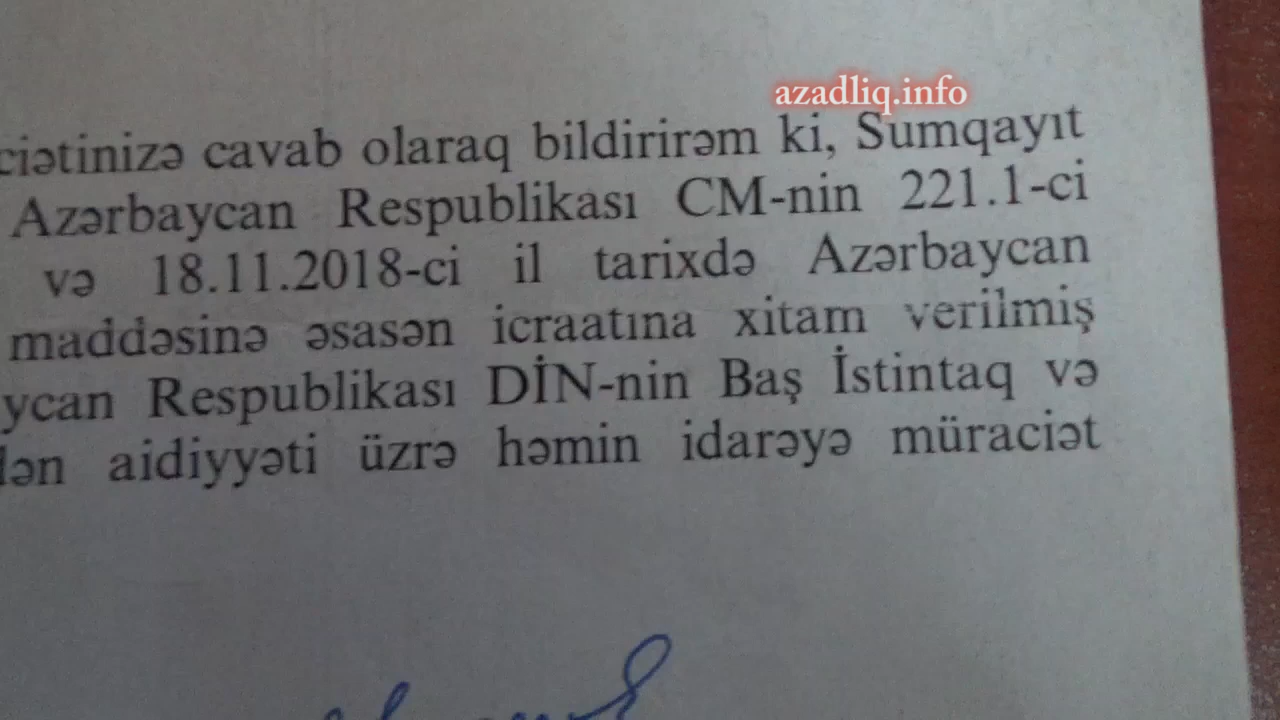 azadliq.info
ciətinizə cavab olaraq bildirirəm ki, Sumqayıt
Azərbaycan Respublikası CM-nin 221.1-ci
və 18.11.2018-ci il tarixdə Azərbaycan
maddəsinə əsasən icraatına xitam verilmiş
ycan Respublikası DİN-nin Baş İstintaq və
lən aidiyyəti üzrə həmin idarəyə müraciət